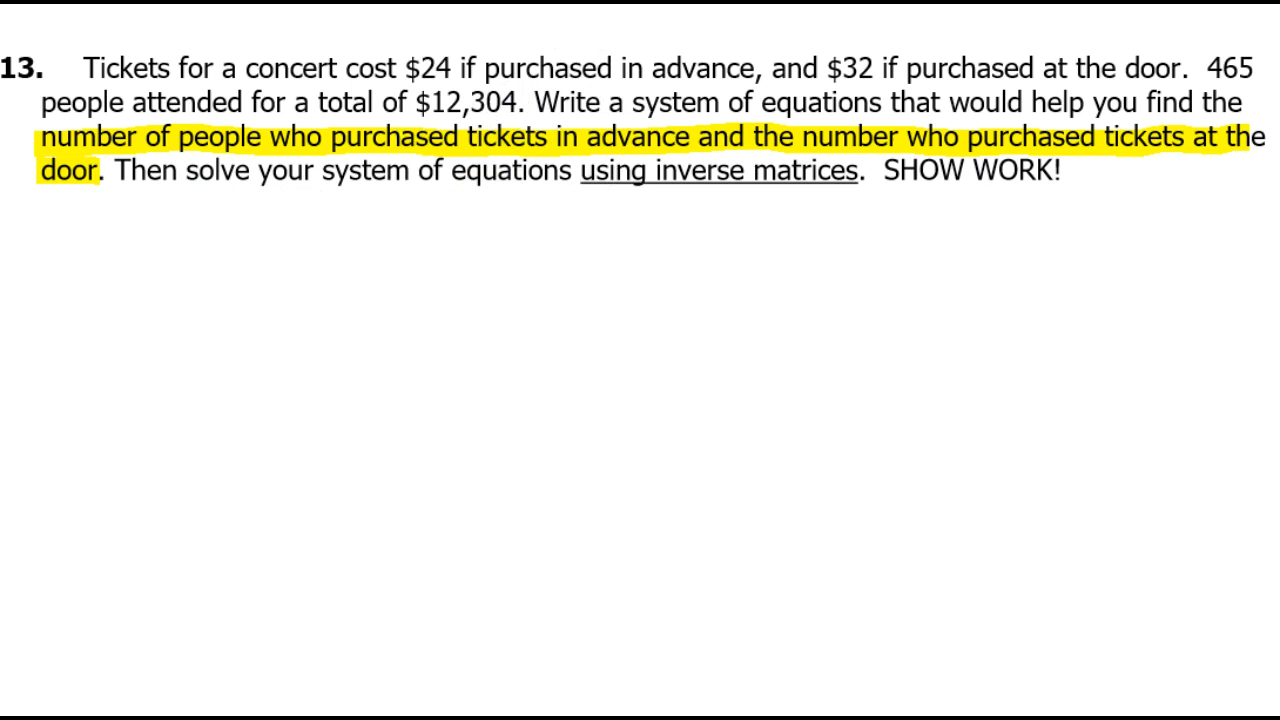 13. Tickets for a concert cost $24 if purchased in advance, and $32 if purchased at the door. 465
people attended for a total of $12,304. Write a system of equations that would help you find the
number of people who purchased tickets in advance and the number who purchased tickets at the
door. Then solve your system of equations using inverse matrices. SHOW WORK!